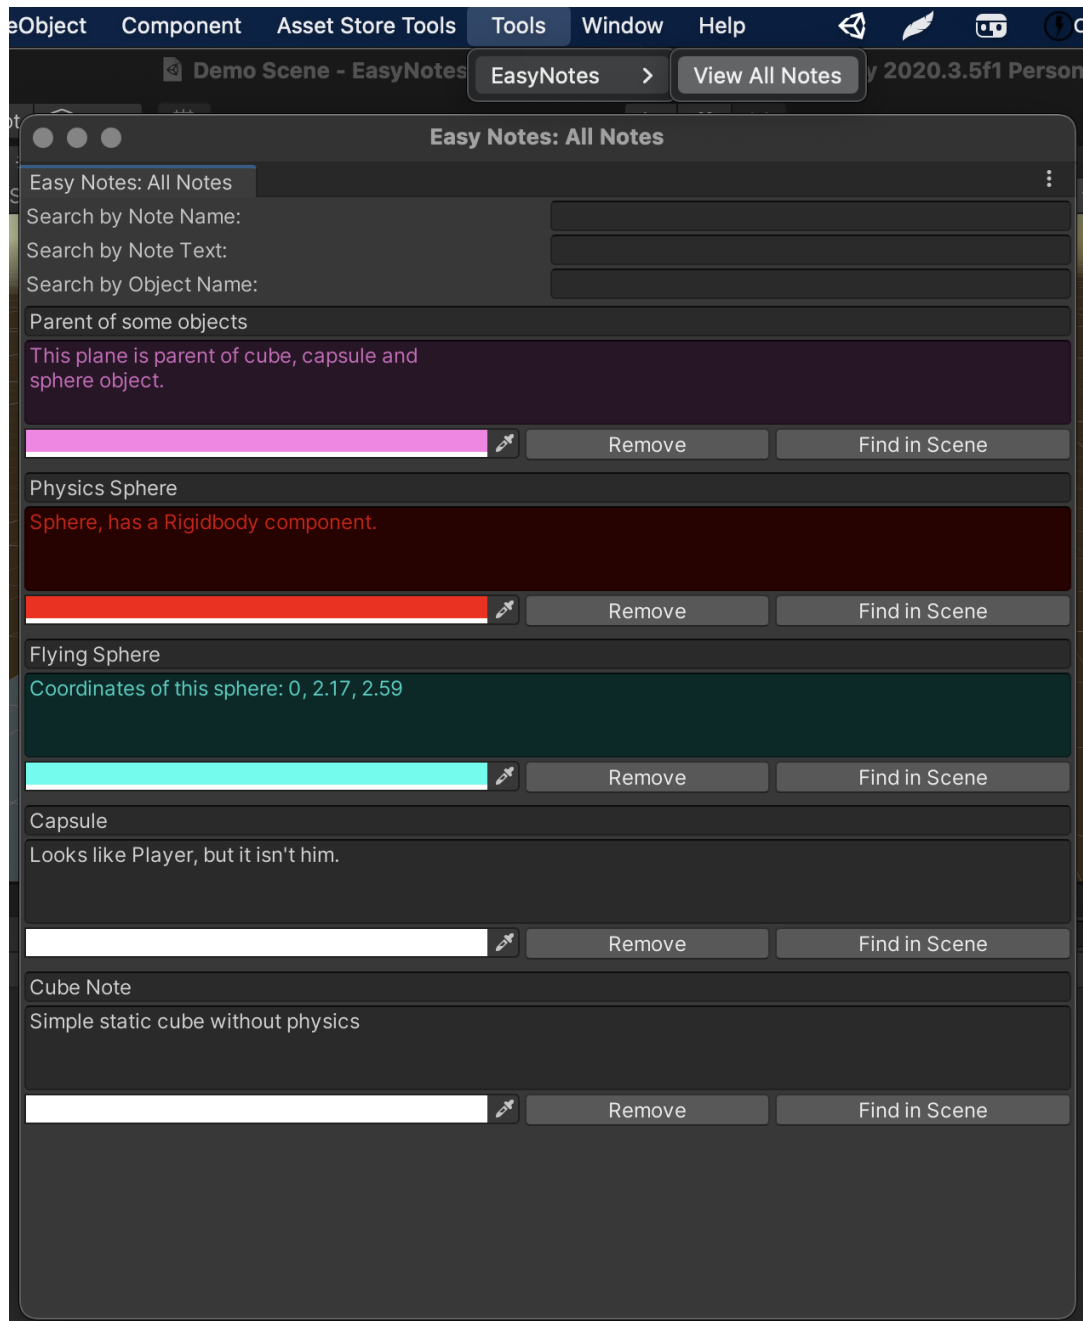 Component Asset Store Tools Tools Window Help
Demo Scene - EasyNotes
EasyNotes > View All Notes
2020.3.5f1 Person
Easy Notes: All Notes
Easy Notes: All Notes
Search by Note Name:
Search by Note Text:
Search by Object Name:
Parent of some objects
This plane is parent of cube, capsule and
sphere object.
Remove Find in Scene
Physics Sphere
Sphere, has a Rigidbody component.
Remove Find in Scene
Flying Sphere
Coordinates of this sphere: 0, 2.17, 2.59
Remove Find in Scene
Capsule
Looks like Player, but it isn't him.
Remove Find in Scene
Cube Note
Simple static cube without physics
Remove Find in Scene